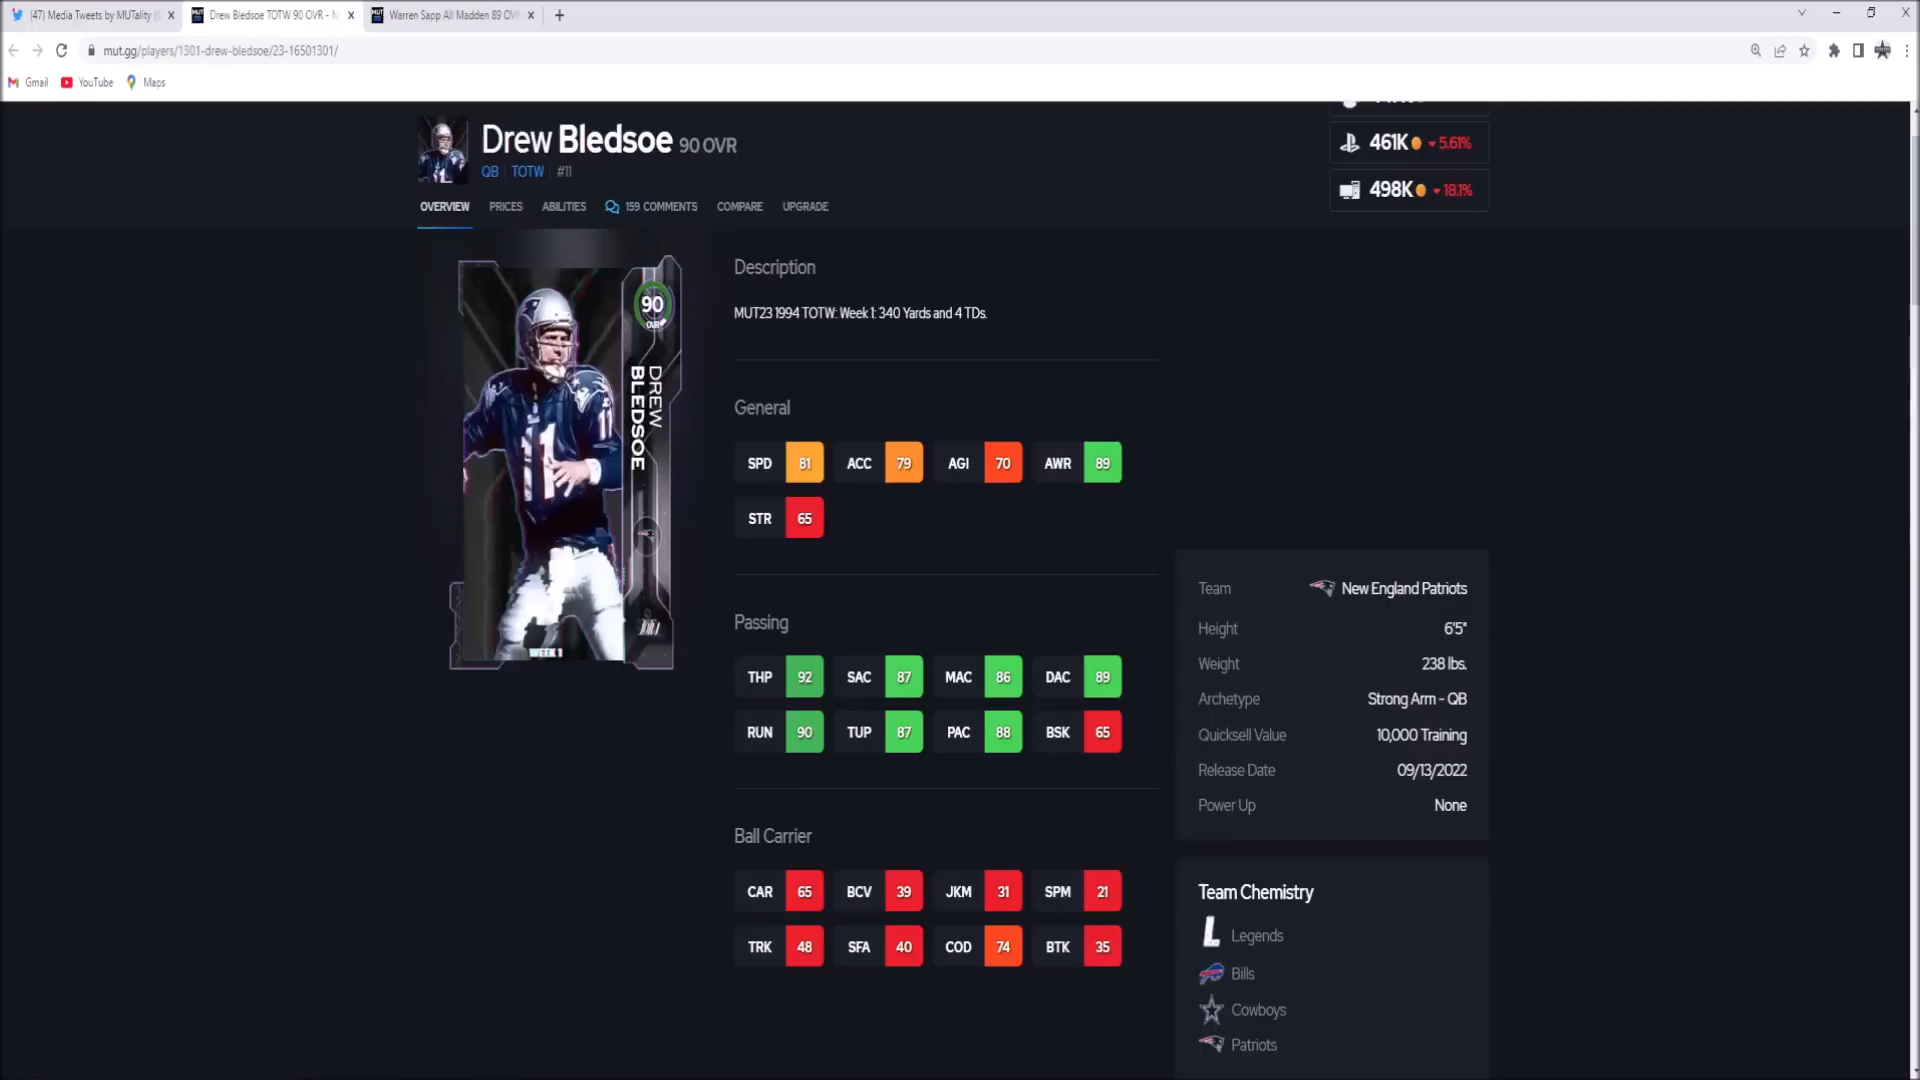 (47) Media Tweets by MUTality
Drew Bledsoe TOTW 90 OVR - M
Warren Sapp All Madden 89 OV
mut.gg/players/1301-drew-bledsoe/23-16501301/
Gmail YouTube Maps
Drew Bledsoe 90 OVR
QB TOTW #11
461K 5.61%
498K 18.1%
OVERVIEW PRICES ABILITIES 159 COMMENTS COMPARE UPGRADE
90
OVR
DREW
BLEDSOE
11
WEEK 1
Description
MUT23 1994 TOTW: Week 1: 340 Yards and 4 TDs.
General
SPD 81 ACC 79 AGI 70 AWR 89
STR 65
Passing
THP 92 SAC 87 MAC 86 DAC 89
RUN 90 TUP 87 PAC 88 BSK 65
Ball Carrier
CAR 65 BCV 39 JKM 31 SPM 21
TRK 48 SFA 40 COD 74 BTK 35
Team New England Patriots
Height 6'5"
Weight 238 lbs.
Archetype Strong Arm - QB
Quicksell Value 10,000 Training
Release Date 09/13/2022
Power Up None
Team Chemistry
L Legends
Bills
Cowboys
Patriots